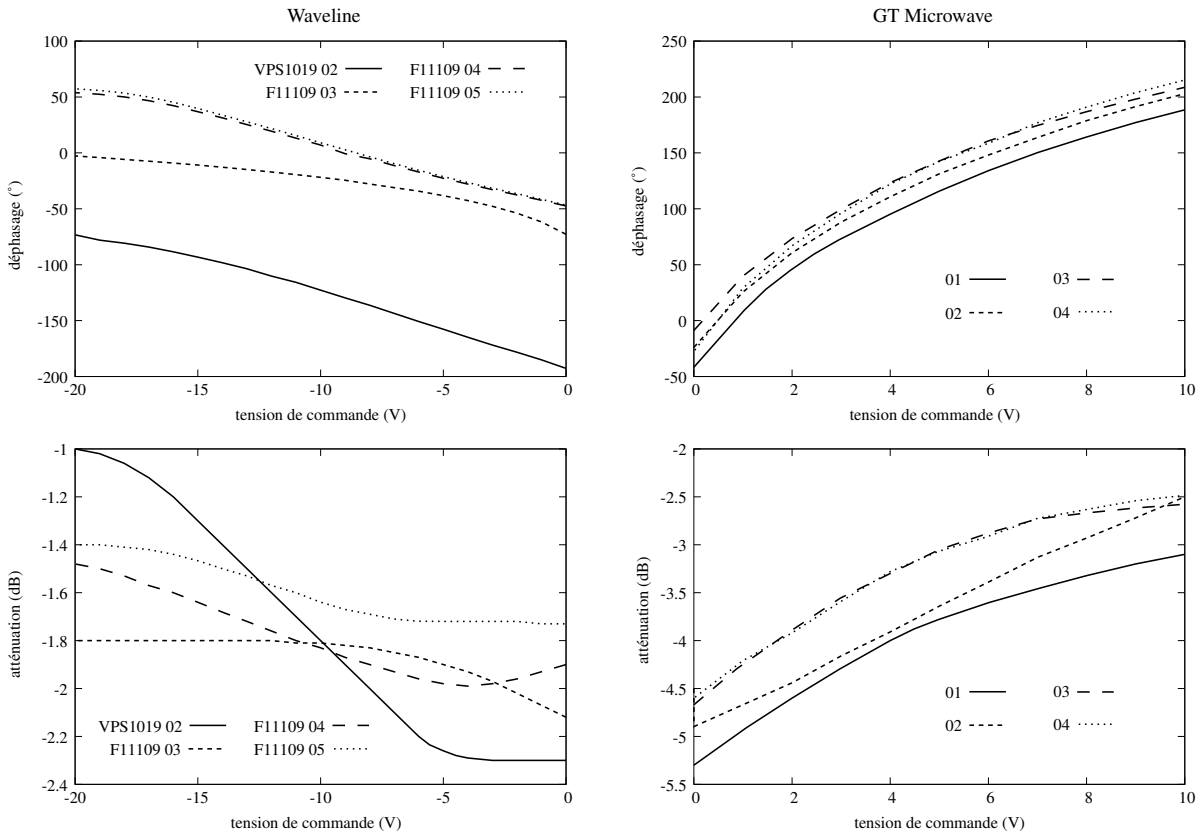 Waveline
100
50
0
-50
-100
-150
-200
déphasage (°)
VPS1019 02
F11109 03
F11109 04
F11109 05
-20 -15 -10 -5 0
tension de commande (V)
GT Microwave
250
200
150
100
50
0
-50
déphasage (°)
01
02
03
04
0 2 4 6 8 10
tension de commande (V)
-1
-1.2
-1.4
-1.6
-1.8
-2
-2.2
-2.4
atténuation (dB)
VPS1019 02
F11109 03
F11109 04
F11109 05
-20 -15 -10 -5 0
tension de commande (V)
-2
-2.5
-3
-3.5
-4
-4.5
-5
-5.5
atténuation (dB)
01
02
03
04
0 2 4 6 8 10
tension de commande (V)